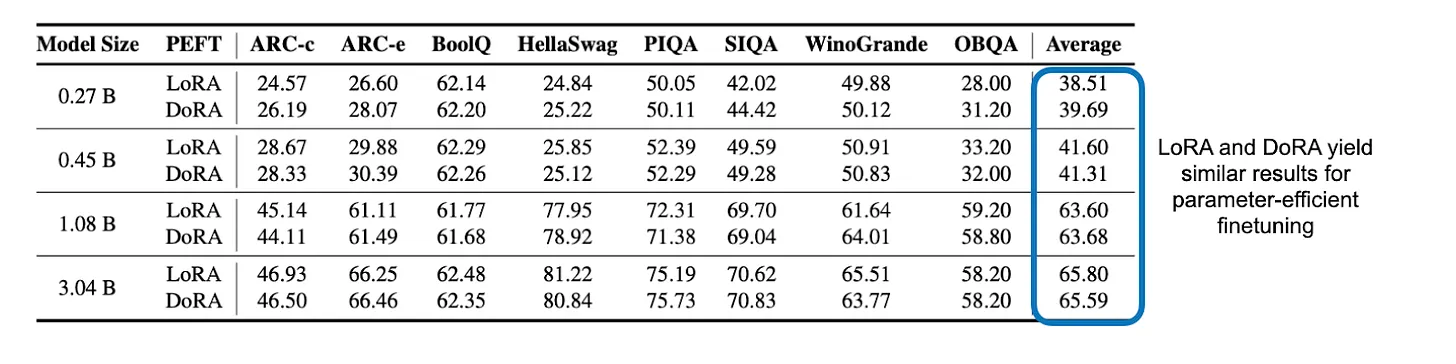 Model Size PEFT ARC-c ARC-e BoolQ HellaSwag PIQA SIQA WinoGrande OBQA Average
0.27 B
LoRA 24.57 26.60 62.14 24.84 50.05 42.02 49.88 28.00 38.51
DoRA 26.19 28.07 62.20 25.22 50.11 44.42 50.12 31.20 39.69
0.45 B
LoRA 28.67 29.88 62.29 25.85 52.39 49.59 50.91 33.20 41.60
DoRA 28.33 30.39 62.26 25.12 52.29 49.28 50.83 32.00 41.31
1.08 B
LoRA 45.14 61.11 61.77 77.95 72.31 69.70 61.64 59.20 63.60
DoRA 44.11 61.49 61.68 78.92 71.38 69.04 64.01 58.80 63.68
3.04 B
LoRA 46.93 66.25 62.48 81.22 75.19 70.62 65.51 58.20 65.80
DoRA 46.50 66.46 62.35 80.84 75.73 70.83 63.77 58.20 65.59
LoRA and DoRA yield
similar results for
parameter-efficient
finetuning